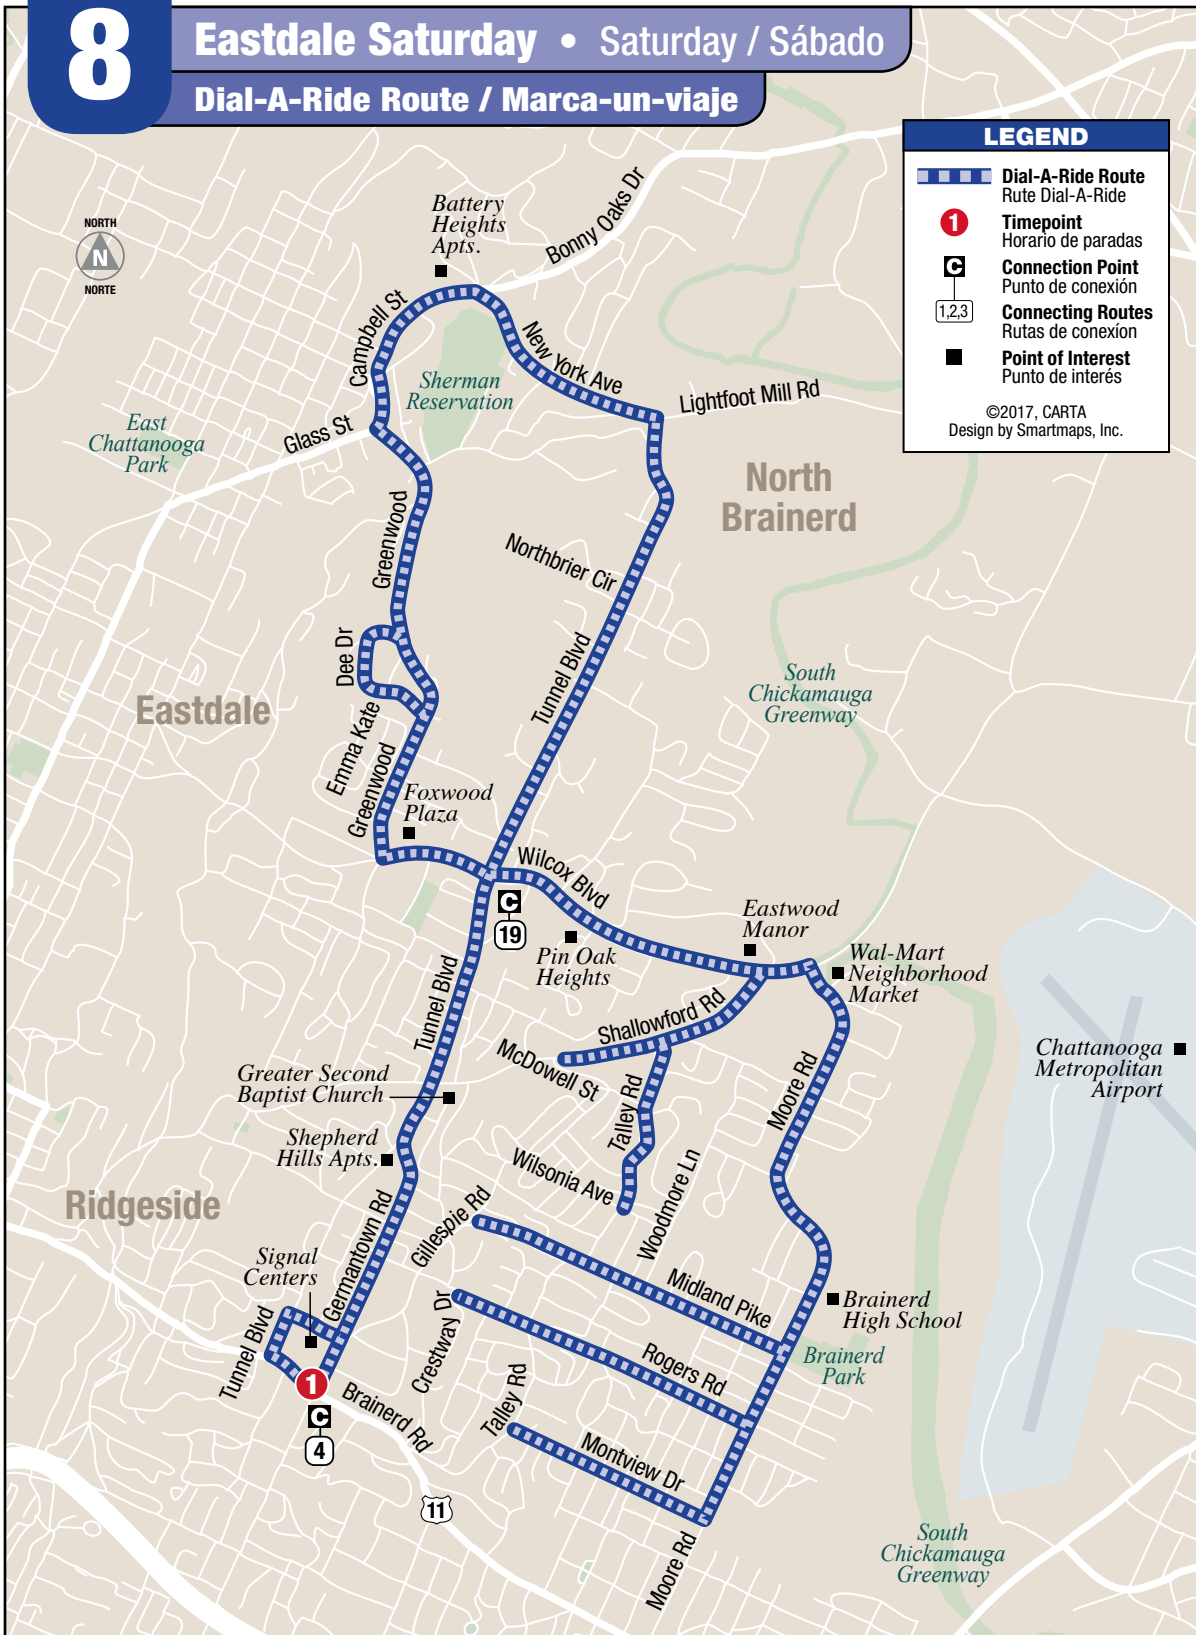 8
Eastdale Saturday • Saturday / Sábado
Dial-A-Ride Route / Marca-un-viaje
LEGEND
Dial-A-Ride Route
Rute Dial-A-Ride
1
Timepoint
Horario de paradas
C
Connection Point
Punto de conexión
1,2,3
Connecting Routes
Rutas de conexíon
Point of Interest
Punto de interés
©2017, CARTA
Design by Smartmaps, Inc.
NORTH
N
NORTE
Battery
Heights
Apts.
Bonny Oaks Dr
Campbell St
New York Ave
Sherman
Reservation
Lightfoot Mill Rd
East
Chattanooga
Park
Glass St
North
Brainerd
Greenwood
Northbrier Cir
Dee Dr
Tunnel Blvd
South
Chickamauga
Greenway
Eastdale
Emma Kate
Greenwood
Foxwood
Plaza
Wilcox Blvd
C
19
Pin Oak
Heights
Eastwood
Manor
Wal-Mart
Neighborhood
Market
Tunnel Blvd
Shallowford Rd
McDowell St
Chattanooga
Metropolitan
Airport
Greater Second
Baptist Church
Talley Rd
Moore Rd
Shepherd
Hills Apts.
Wilsonia Ave
Woodmore Ln
Ridgeside
Germantown Rd
Gillespie Rd
Signal
Centers
Midland Pike
Brainerd
High School
Tunnel Blvd
Crestway Dr
Rogers Rd
Brainerd
Park
1
C
4
Brainerd Rd
Talley Rd
Montview Dr
11
Moore Rd
South
Chickamauga
Greenway